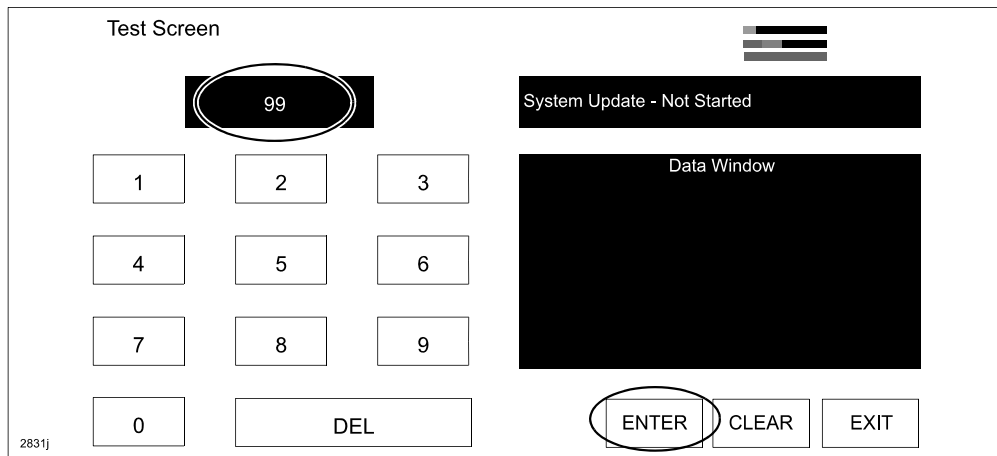 Test Screen
99
System Update - Not Started
Data Window
1 2 3
4 5 6
7 8 9
0 DEL
ENTER CLEAR EXIT
2831j